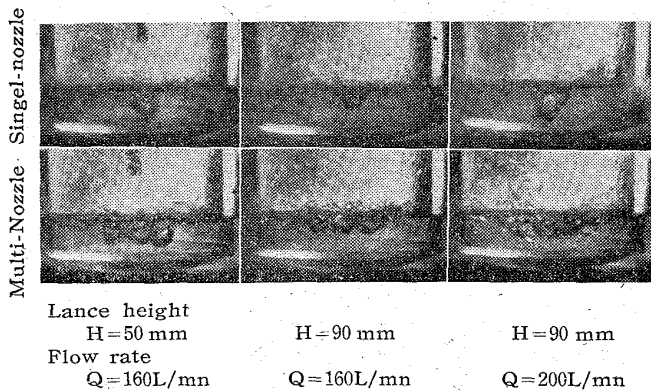 Singel-nozzle
Multi-Nozzle
Lance height
H=50 mm H=90 mm H=90 mm
Flow rate
Q=160L/mn Q=160L/mn Q=200L/mn